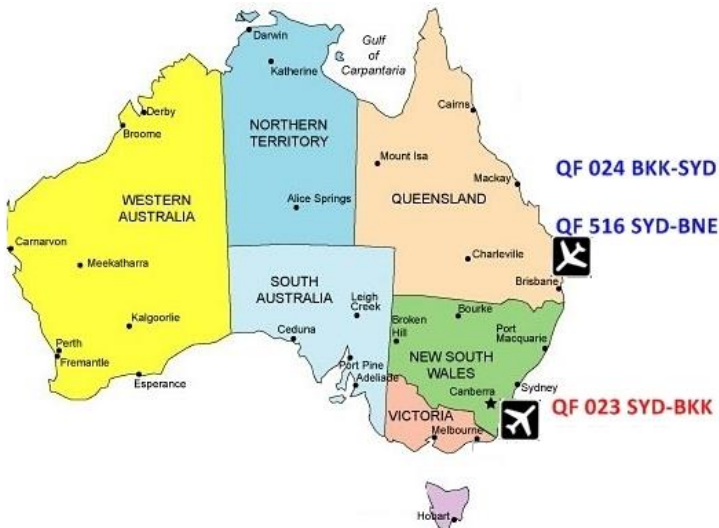 Darwin
Gulf
of
Carpantaria
Katherine
Cairns
Derby
Broome
NORTHERN
TERRITORY
Mount Isa
QF 024 BKK-SYD
Mackay
WESTERN
AUSTRALIA
Alice Springs
QUEENSLAND
QF 516 SYD-BNE
Carnarvon
Meekatharra
Charleville
SOUTH
AUSTRALIA
Brisbane
Leigh
Creek
Bourke
Kalgoorlie
Ceduna
Broken
Hill
Port
Macquarie
Perth
Fremantle
Port Pine
NEW SOUTH
WALES
Esperance
Adeliade
Canberra
Sydney
QF 023 SYD-BKK
VICTORIA
Melbourne
Hobart